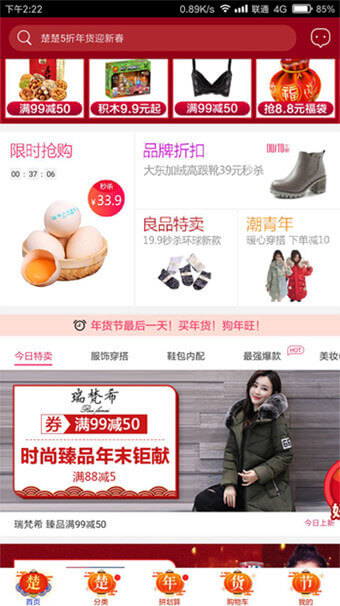 下午2:22
0.89K/s
联通
4G
85%
楚楚5折年货迎新春
满99减50
积木9.9元起
满99减50
抢8.8元福袋
限时抢购
00 : 37 : 06
秒杀
¥33.9
品牌折扣
大东加绒高跟靴39元秒杀
良品特卖
19.9秒杀环球新款
潮青年
暖心穿搭 下单减10
年货节最后一天！买年货！狗年旺！
今日特卖
服饰穿搭
鞋包内配
最强爆款
HOT
美妆
瑞梵希
券 满99减50
时尚臻品年末钜献
满88减5
瑞梵希 臻品满99减50
今日上新
楚
楚
年
货
节
首页
分类
拼划算
购物车
我的